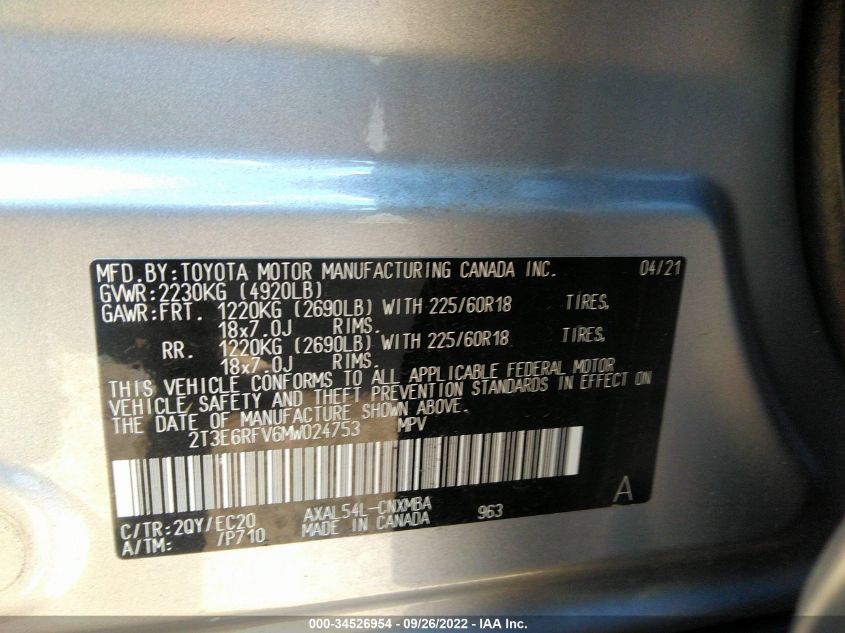 MFD.BY:TOYOTA MOTOR MANUFACTURING CANADA INC. 04/21
GVWR:2230KG (4920LB)
GAWR:FRT. 1220KG (2690LB) WITH 225/60R18 TIRES,
18x7.0J RIMS.
RR. 1220KG (2690LB) WITH 225/60R18 TIRES,
18x7.0J RIMS.
THIS VEHICLE CONFORMS TO ALL APPLICABLE FEDERAL MOTOR
VEHICLE SAFETY AND THEFT PREVENTION STANDARDS IN EFFECT ON
THE DATE OF MANUFACTURE SHOWN ABOVE.
2T3E6RFV6MW024753 MPV
A
C/TR:2QY/EC20 AXAL54L-CNXMBA 963
A/TM: /P710 MADE IN CANADA
000-34526954 - 09/26/2022 - IAA Inc.